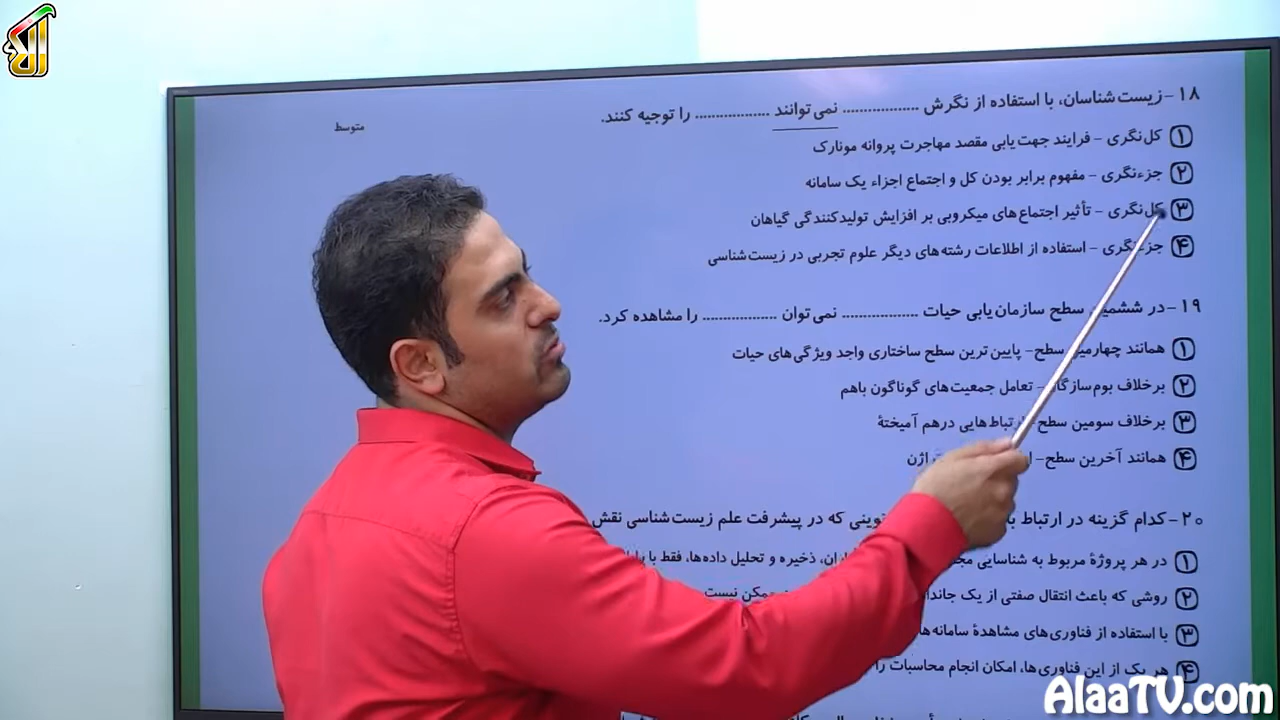 آلاء
۱۸-زیست‌شناسان، با استفاده از نگرش .................. نمی‌توانند .................. را توجیه کنند.
متوسط
۱ کل‌نگری - فرایند جهت‌یابی مقصد مهاجرت پروانه مونارک
۲ جزءنگری - مفهوم برابر بودن کل و اجتماع اجزاء یک سامانه
۳ کل‌نگری - تأثیر اجتماع‌های میکروبی بر افزایش تولیدکنندگی گیاهان
۴ جزءنگری - استفاده از اطلاعات رشته‌های دیگر علوم تجربی در زیست‌شناسی
۱۹-در ششمین سطح سازمان‌یابی حیات .................. نمی‌توان .................. را مشاهده کرد.
۱ همانند چهارمین سطح- پایین‌ترین سطح ساختاری واجد ویژگی‌های حیات
۲ برخلاف بوم‌سازگان- تعامل جمعیت‌های گوناگون باهم
۳ برخلاف سومین سطح- ارتباط‌هایی درهم آمیختهٔ
۴ همانند آخرین سطح-
۲۰-کدام گزینه در ارتباط با نوینی که در پیشرفت علم زیست‌شناسی نقش
۱ در هر پروژهٔ مربوط به شناسایی ذخیره و تحلیل داده‌ها، فقط با
۲ روشی که باعث انتقال صفتی از یک ممکن نیست
۳ با استفاده از فناوری‌های مشاهدهٔ
۴ هر یک از این فناوری‌ها، امکان انجام محاسبات را
AlaaTV.com